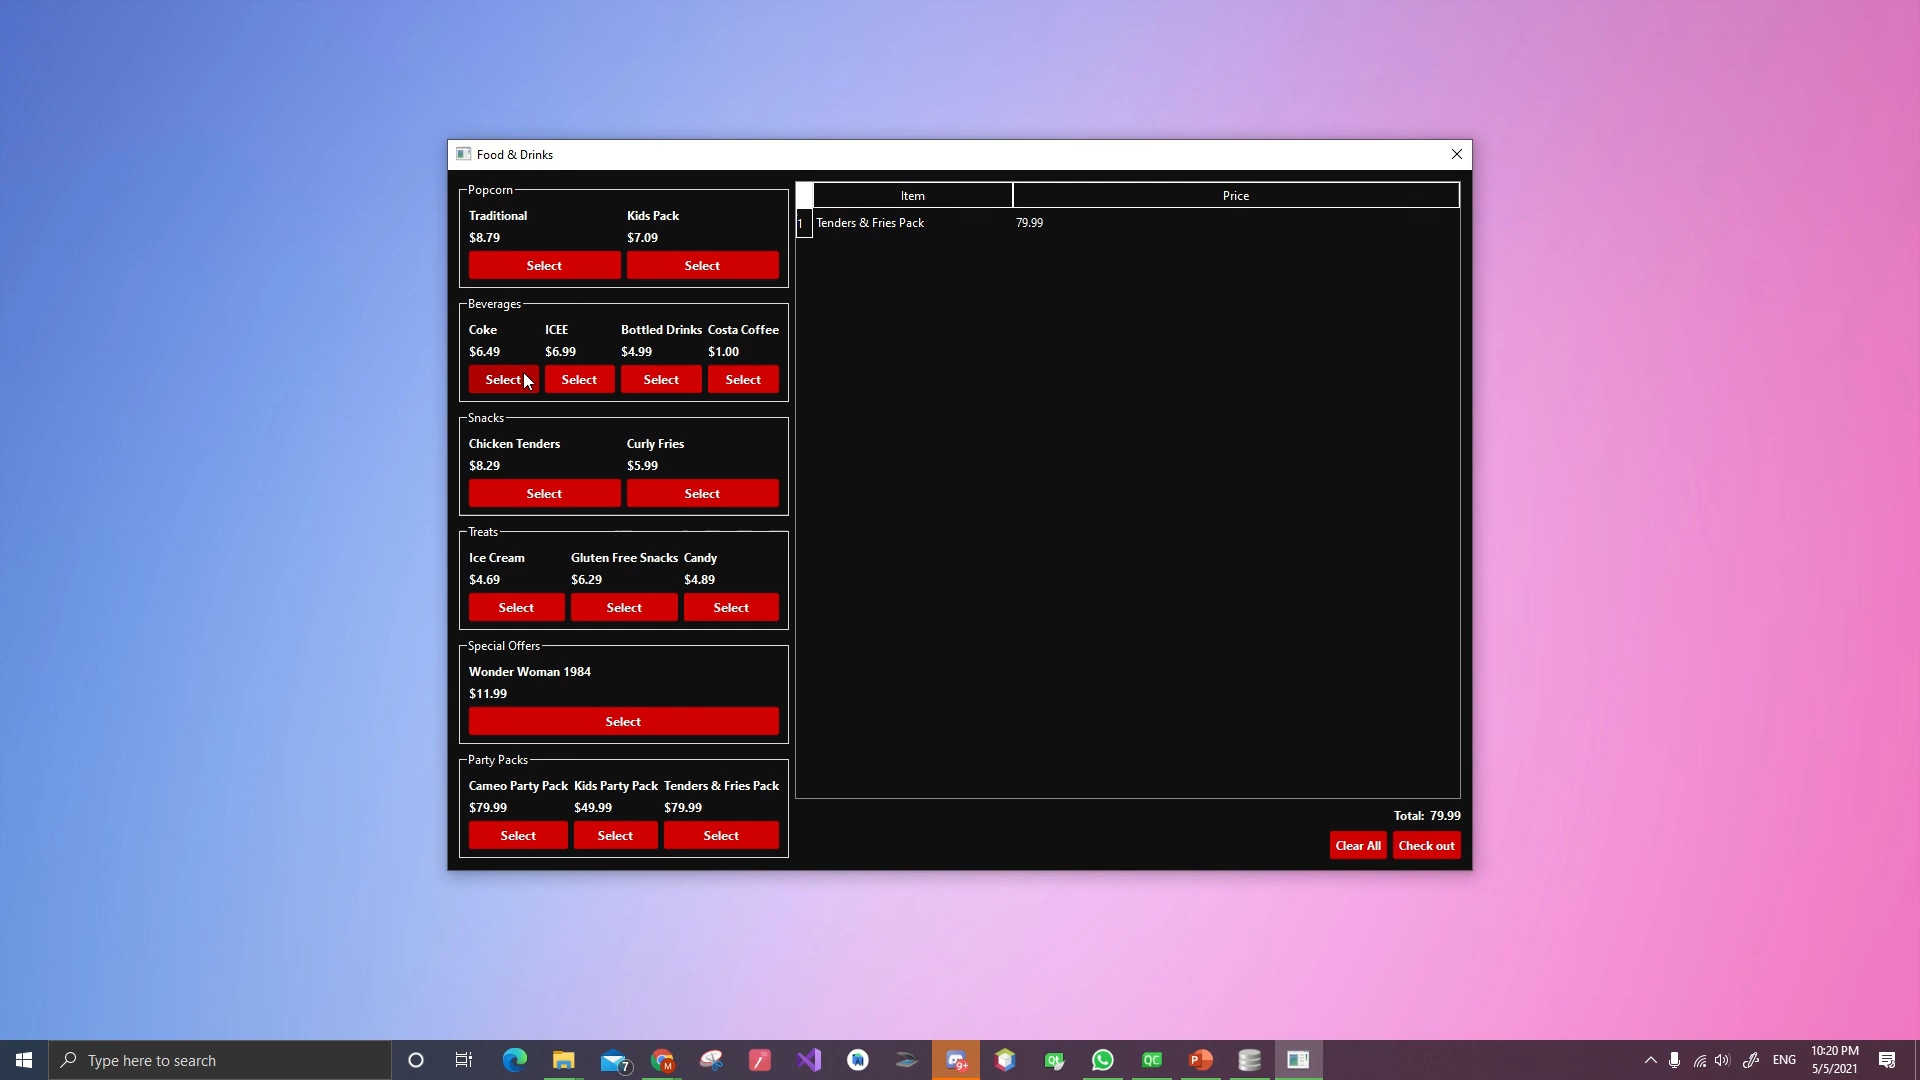 Food & Drinks
Popcorn
Traditional Kids Pack
$8.79 $7.09
Select Select
Beverages
Coke ICEE Bottled Drinks Costa Coffee
$6.49 $6.99 $4.99 $1.00
Select Select Select Select
Snacks
Chicken Tenders Curly Fries
$8.29 $5.99
Select Select
Treats
Ice Cream Gluten Free Snacks Candy
$4.69 $6.29 $4.89
Select Select Select
Special Offers
Wonder Woman 1984
$11.99
Select
Party Packs
Cameo Party Pack Kids Party Pack Tenders & Fries Pack
$79.99 $49.99 $79.99
Select Select Select
Item Price
1 Tenders & Fries Pack 79.99
Total: 79.99
Clear All Check out
Type here to search
7
M
9+
Qt
QC
P
ENG
10:20 PM
5/5/2021